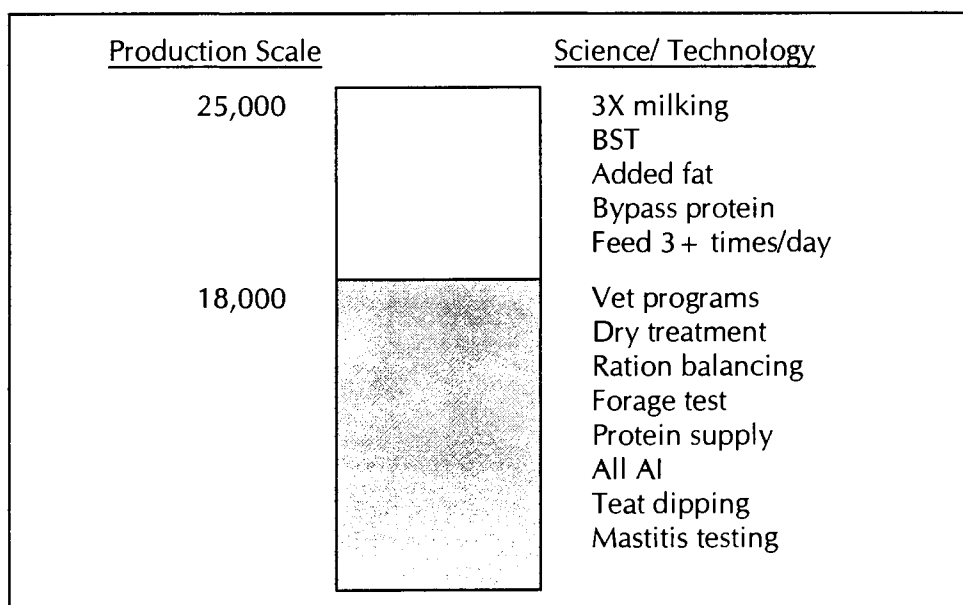 Production Scale
Science/ Technology
25,000
3X milking
BST
Added fat
Bypass protein
Feed 3+ times/day
18,000
Vet programs
Dry treatment
Ration balancing
Forage test
Protein supply
All AI
Teat dipping
Mastitis testing